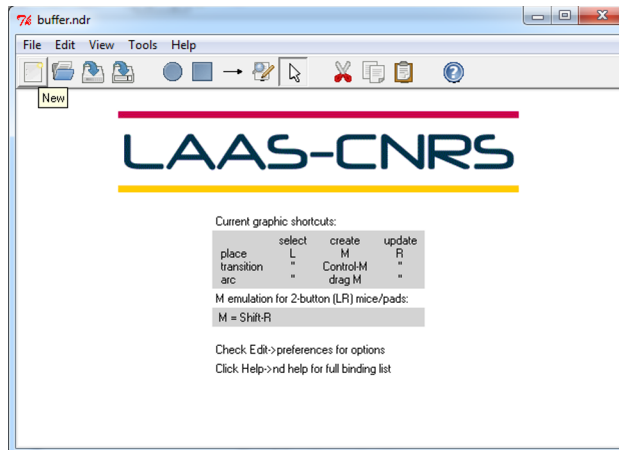 buffer.ndr
File Edit View Tools Help
New
LAAS-CNRS
Current graphic shortcuts:
select create update
place L M R
transition " Control-M "
arc " drag M "
M emulation for 2-button (LR) mice/pads:
M = Shift-R
Check Edit->preferences for options
Click Help->nd help for full binding list